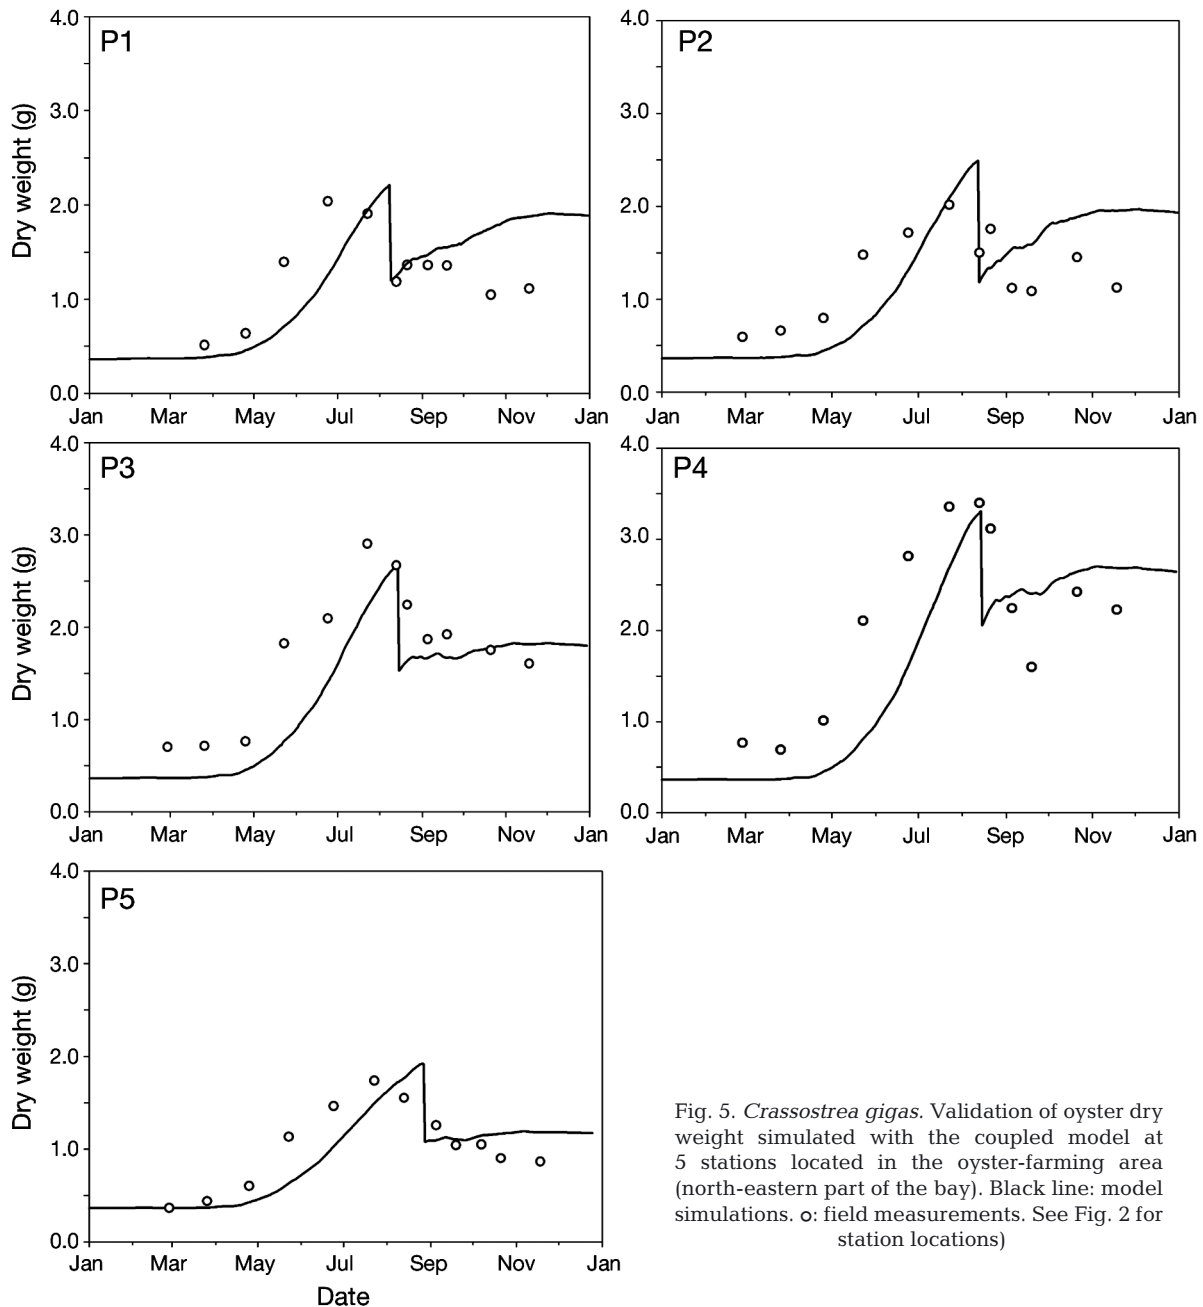 P1
4.0
3.0
2.0
1.0
0.0
Dry weight (g)
Jan Mar May Jul Sep Nov Jan
P2
4.0
3.0
2.0
1.0
0.0
Jan Mar May Jul Sep Nov Jan
P3
4.0
3.0
2.0
1.0
0.0
Dry weight (g)
Jan Mar May Jul Sep Nov Jan
P4
4.0
3.0
2.0
1.0
0.0
Jan Mar May Jul Sep Nov Jan
P5
4.0
3.0
2.0
1.0
0.0
Dry weight (g)
Jan Mar May Jul Sep Nov Jan
Date
Fig. 5. Crassostrea gigas. Validation of oyster dry
weight simulated with the coupled model at
5 stations located in the oyster-farming area
(north-eastern part of the bay). Black line: model
simulations. o: field measurements. See Fig. 2 for
station locations)